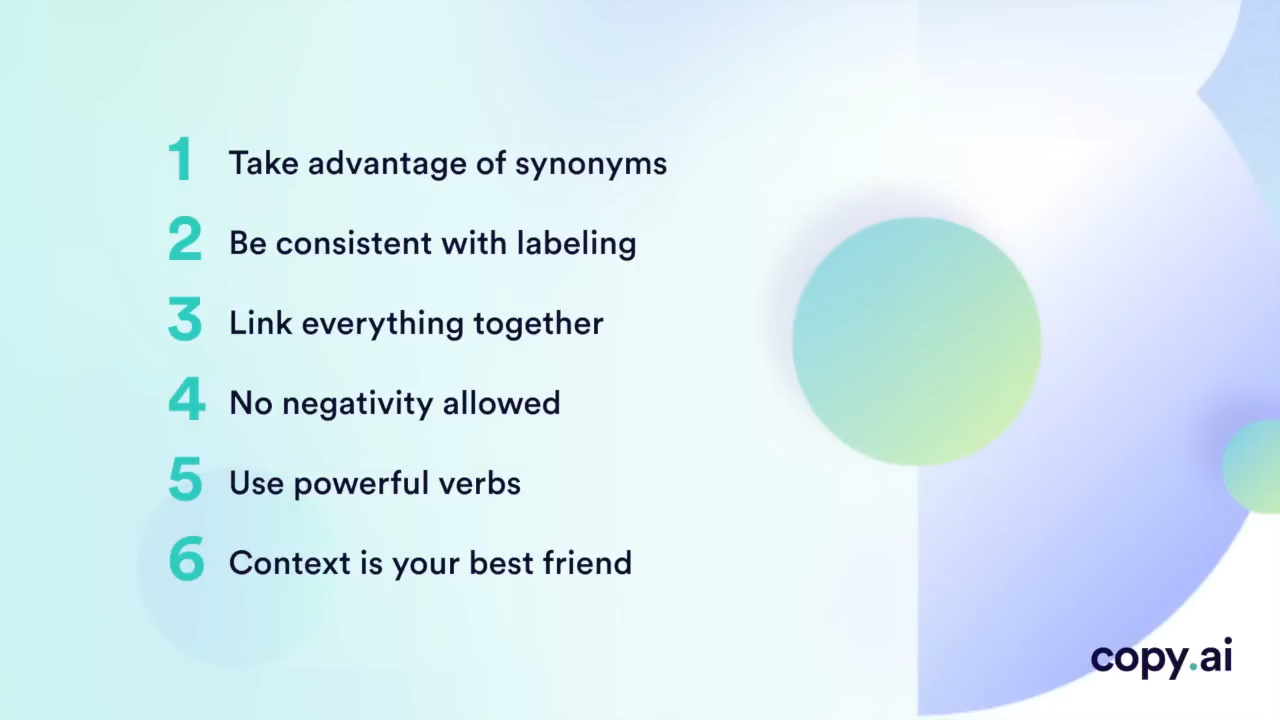 1 Take advantage of synonyms
2 Be consistent with labeling
3 Link everything together
4 No negativity allowed
5 Use powerful verbs
6 Context is your best friend
copy.ai